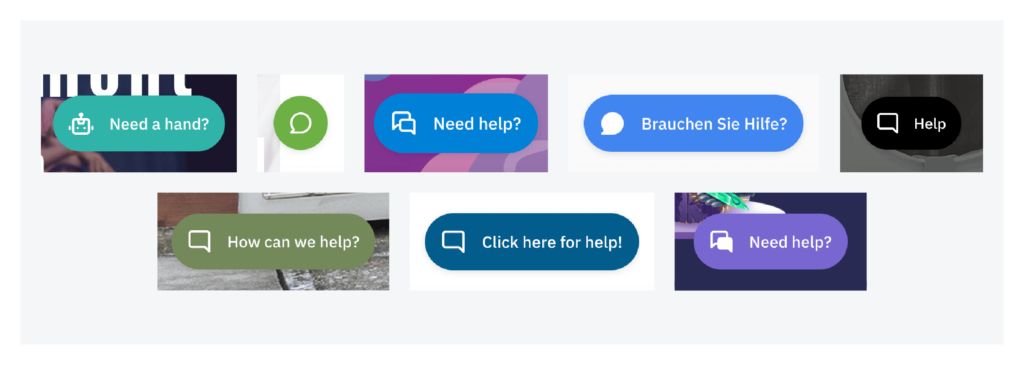 Need a hand?
Need help?
Brauchen Sie Hilfe?
Help
How can we help?
Click here for help!
Need help?